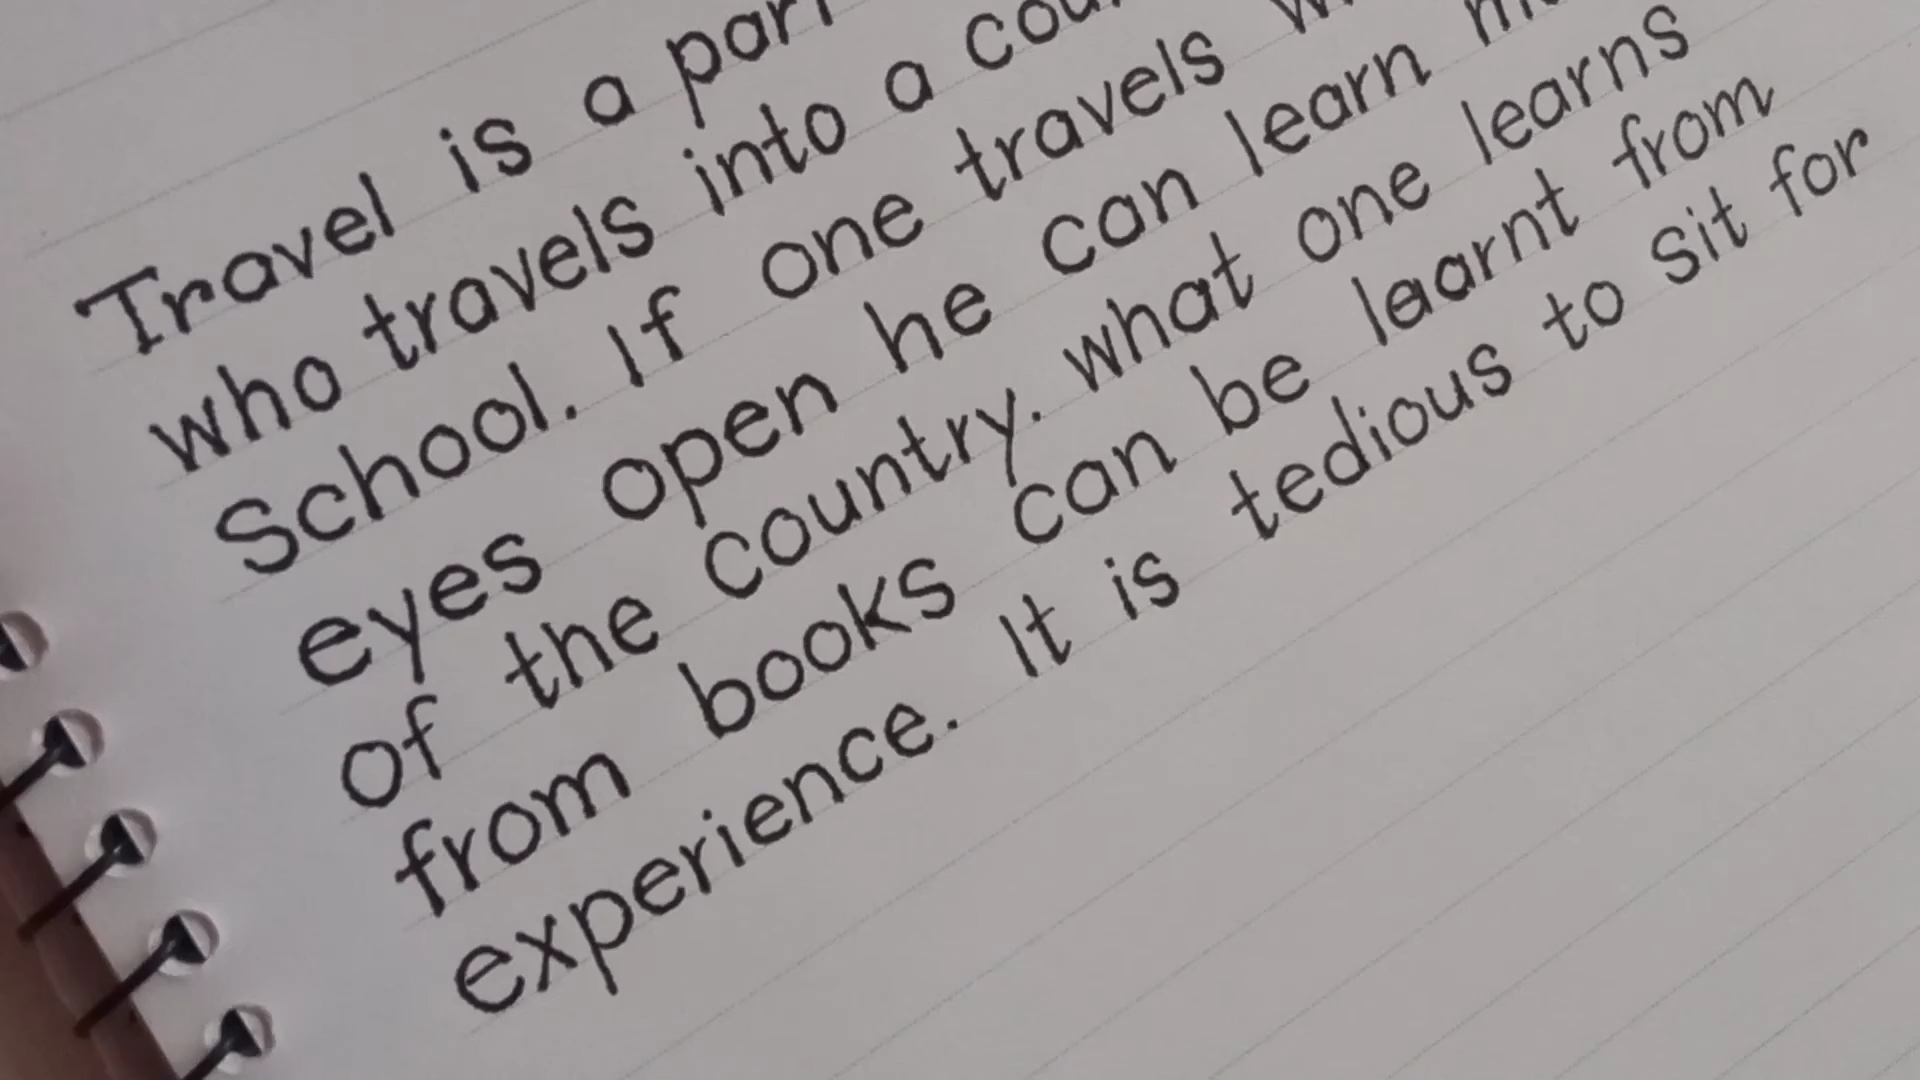 Travel is a
who travels into a
School. If one travels
eyes open he can learn
of the country. what one learns
from books can be learnt from
experience. It is tedious to sit for